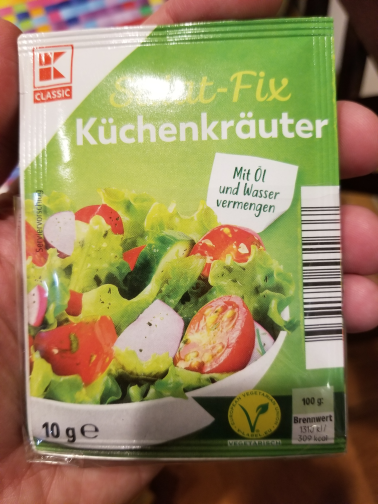 K
CLASSIC
Salat-Fix
Küchenkräuter
Mit Öl
und Wasser
vermengen
Serviervorschlag
10 g e
V
VEGETARISCH
100 g:
Brennwert
1310 kJ/
309 kcal